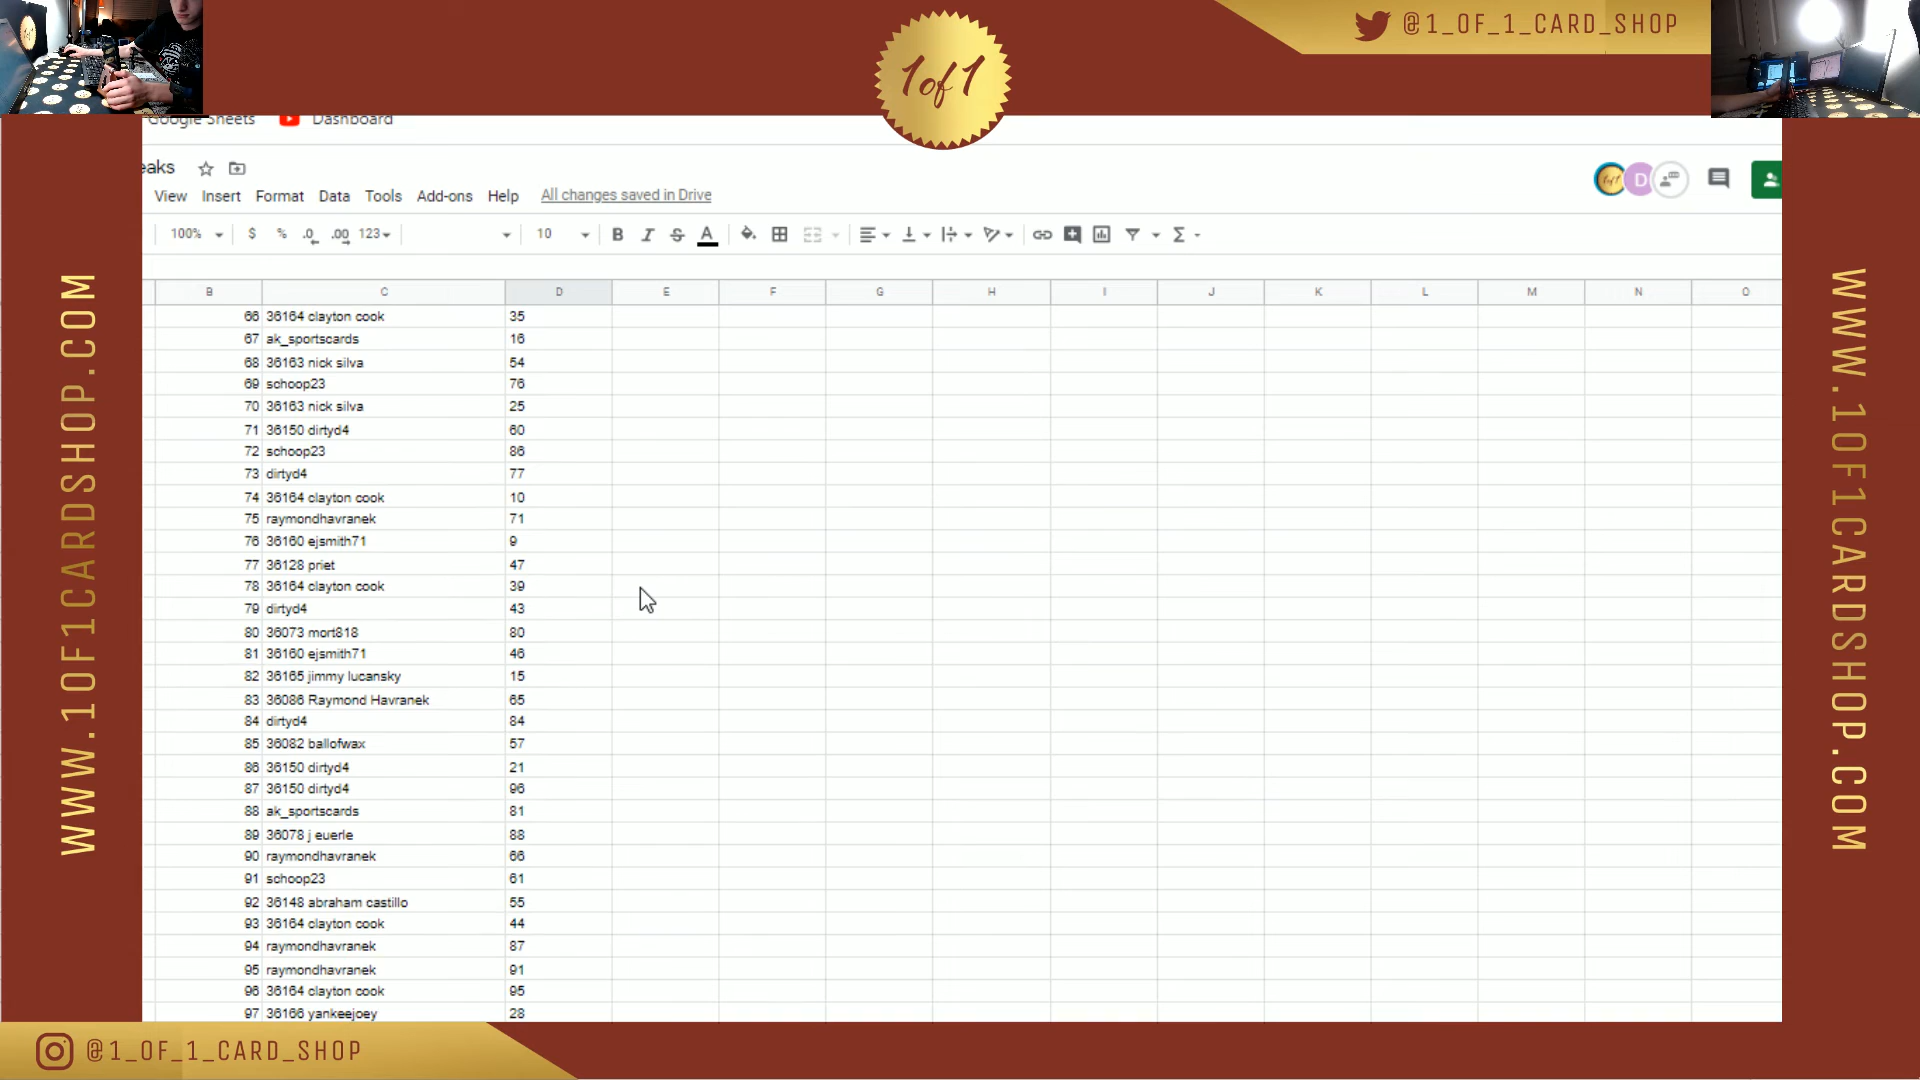 @1_OF_1_CARD_SHOP
1of1
Google Sheets Dashboard
eaks
View Insert Format Data Tools Add-ons Help All changes saved in Drive
D
100% $ % .0 .00 123 10 B I S A Σ
B C D E F G H I J K L M N O
66 36164 clayton cook 35
67 ak_sportscards 16
68 36163 nick silva 54
69 schoop23 76
70 36163 nick silva 25
71 36150 dirtyd4 60
72 schoop23 86
73 dirtyd4 77
74 36164 clayton cook 10
75 raymondhavranek 71
76 36160 ejsmith71 9
77 36128 priet 47
78 36164 clayton cook 39
79 dirtyd4 43
80 36073 mort818 80
81 36160 ejsmith71 46
82 36165 jimmy lucansky 15
83 36086 Raymond Havranek 65
84 dirtyd4 84
85 36082 ballofwax 57
86 36150 dirtyd4 21
87 36150 dirtyd4 96
88 ak_sportscards 81
89 36078 j euerle 88
90 raymondhavranek 66
91 schoop23 61
92 36148 abraham castillo 55
93 36164 clayton cook 44
94 raymondhavranek 87
95 raymondhavranek 91
96 36164 clayton cook 95
97 36166 yankeejoey 28
WWW.1OF1CARDSHOP.COM
WWW.1OF1CARDSHOP.COM
@1_OF_1_CARD_SHOP